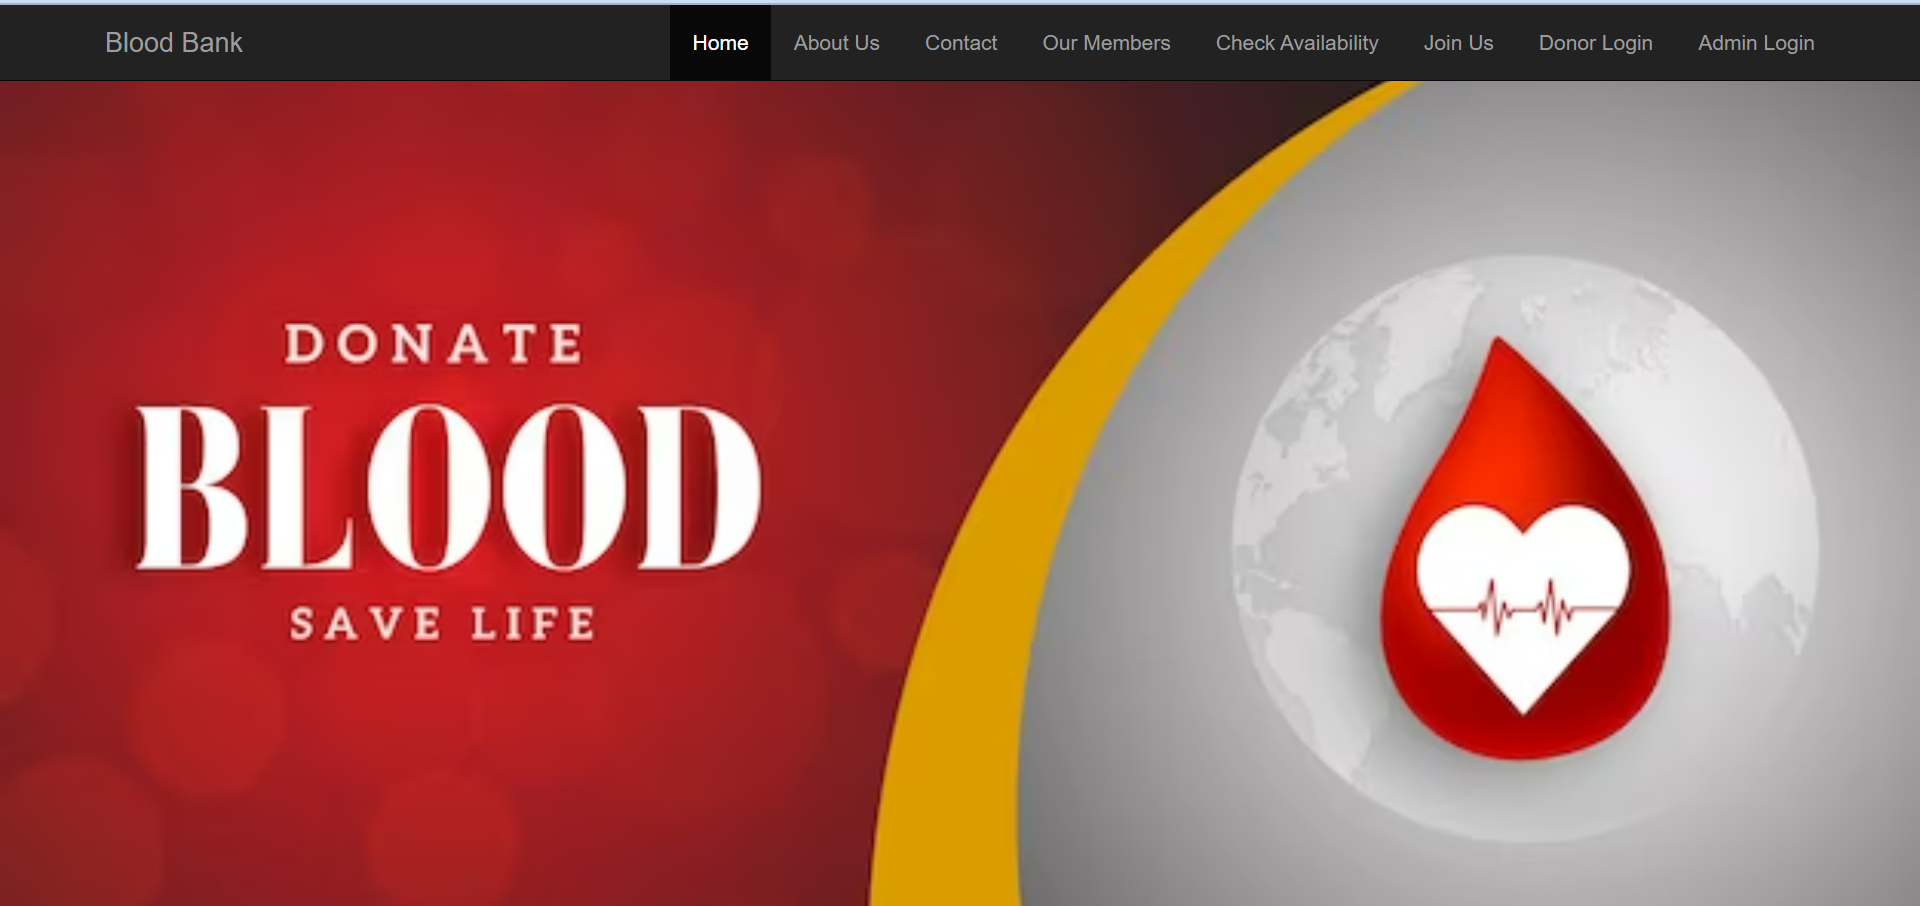 Blood Bank Home About Us Contact Our Members Check Availability Join Us Donor Login Admin Login
DONATE
BLOOD
SAVE LIFE